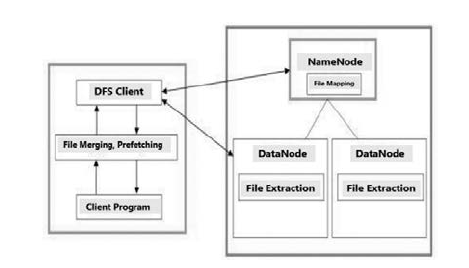 DFS Client
File Merging, Prefetching
Client Program
NameNode
File Mapping
DataNode
File Extraction
DataNode
File Extraction